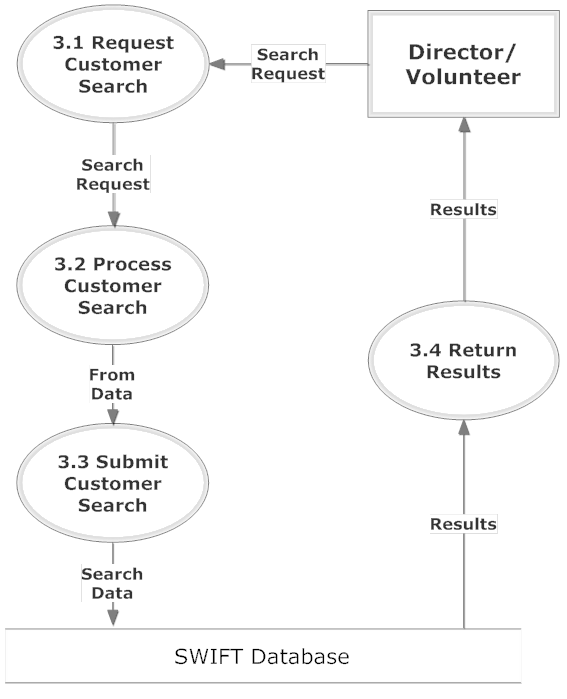 3.1 Request
Customer
Search
Search
Request
Director/
Volunteer
Search
Request
Results
3.2 Process
Customer
Search
3.4 Return
Results
From
Data
3.3 Submit
Customer
Search
Results
Search
Data
SWIFT Database